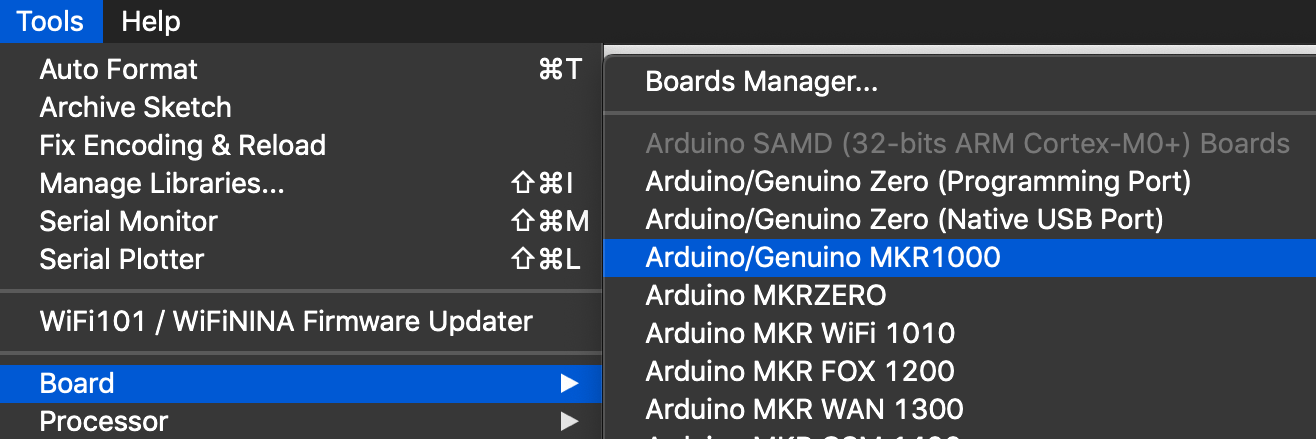 Tools Help
Auto Format ⌘T
Archive Sketch
Fix Encoding & Reload
Manage Libraries... ⇧⌘I
Serial Monitor ⇧⌘M
Serial Plotter ⇧⌘L
WiFi101 / WiFiNINA Firmware Updater
Board ▶
Processor ▶
Boards Manager...
Arduino SAMD (32-bits ARM Cortex-M0+) Boards
Arduino/Genuino Zero (Programming Port)
Arduino/Genuino Zero (Native USB Port)
Arduino/Genuino MKR1000
Arduino MKRZERO
Arduino MKR WiFi 1010
Arduino MKR FOX 1200
Arduino MKR WAN 1300